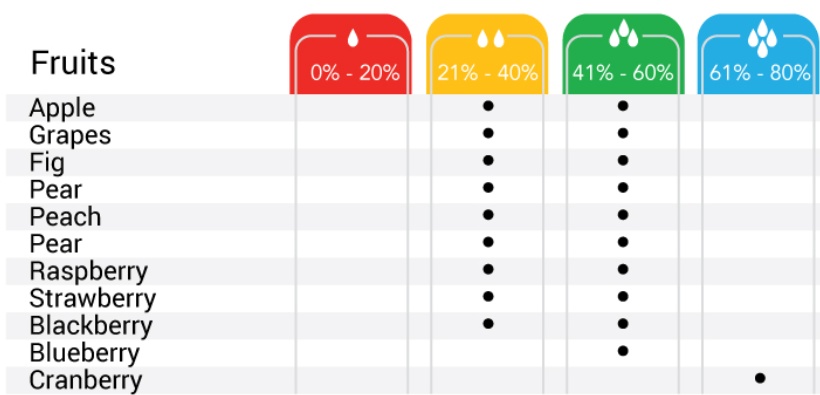 Fruits 0% - 20% 21% - 40% 41% - 60% 61% - 80%
Apple
Grapes
Fig
Pear
Peach
Pear
Raspberry
Strawberry
Blackberry
Blueberry
Cranberry